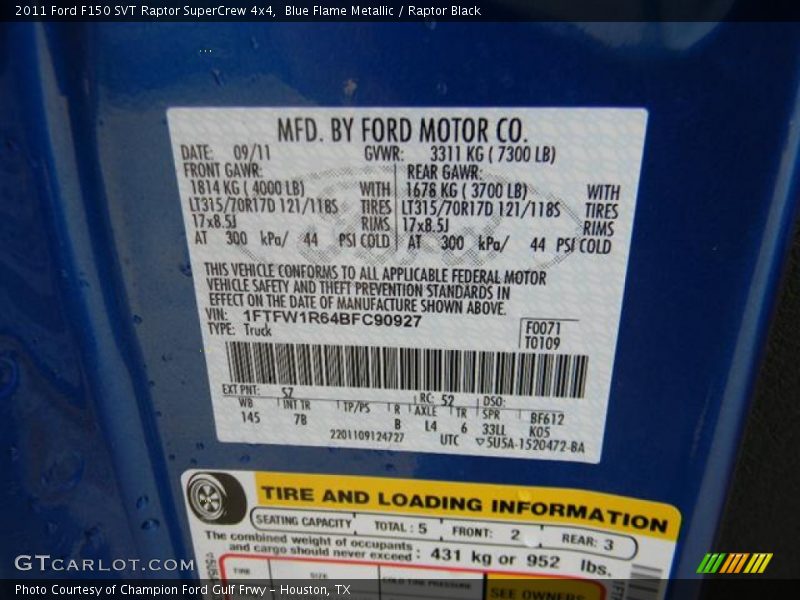 2011 Ford F150 SVT Raptor SuperCrew 4x4,  Blue Flame Metallic / Raptor Black
MFD. BY FORD MOTOR CO.
DATE: 09/11 GVWR: 3311 KG ( 7300 LB)
FRONT GAWR: REAR GAWR:
1814 KG ( 4000 LB) WITH 1678 KG ( 3700 LB) WITH
LT315/70R17D 121/118S TIRES LT315/70R17D 121/118S TIRES
17x8.5J RIMS 17x8.5J RIMS
AT 300 kPa/ 44 PSI COLD AT 300 kPa/ 44 PSI COLD
THIS VEHICLE CONFORMS TO ALL APPLICABLE FEDERAL MOTOR
VEHICLE SAFETY AND THEFT PREVENTION STANDARDS IN
EFFECT ON THE DATE OF MANUFACTURE SHOWN ABOVE.
VIN: 1FTFW1R64BFC90927
TYPE: Truck
F0071
T0109
EXT PNT: SZ RC: 52 DSO:
WB INT TR TP/PS R AXLE TR SPR BF612
145 7B B L4 6 33LL K05
2201109124727 UTC ▽5U5A-1520472-BA
TIRE AND LOADING INFORMATION
SEATING CAPACITY TOTAL : 5 FRONT: 2 REAR: 3
The combined weight of occupants
and cargo should never exceed : 431 kg or 952 lbs.
TIRE SIZE COLD TIRE PRESSURE SEE OWNERS
GTCARLOT.COM
Photo Courtesy of Champion Ford Gulf Frwy – Houston, TX